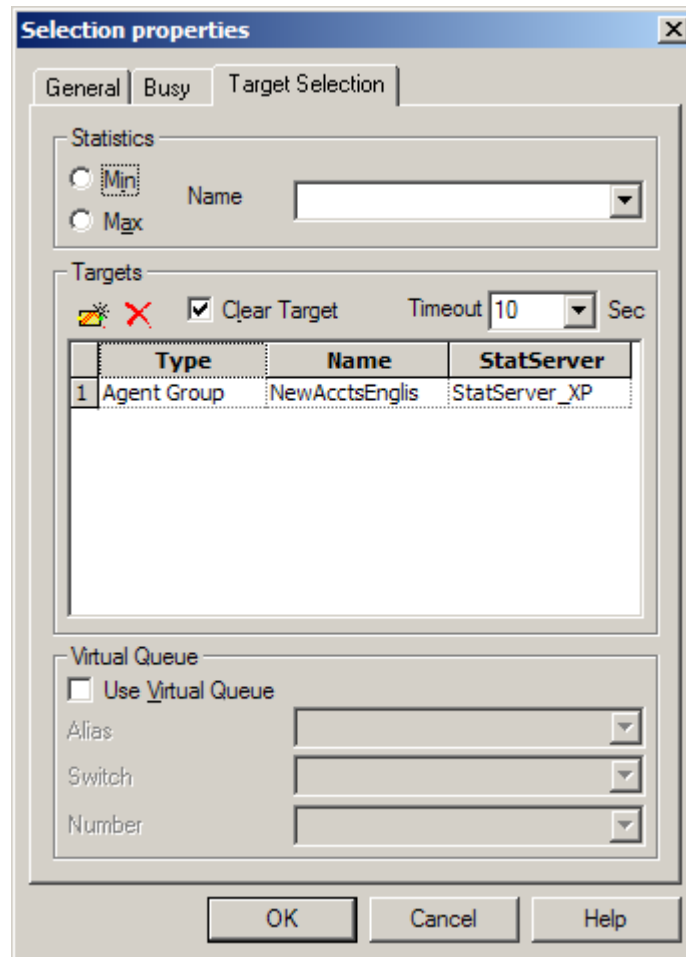 Selection properties
General Busy Target Selection
Statistics
Min
Name
Max
Targets
Clear Target Timeout 10 Sec
Type Name StatServer
1 Agent Group NewAcctsEnglis StatServer_XP
Virtual Queue
Use Virtual Queue
Alias
Switch
Number
OK Cancel Help